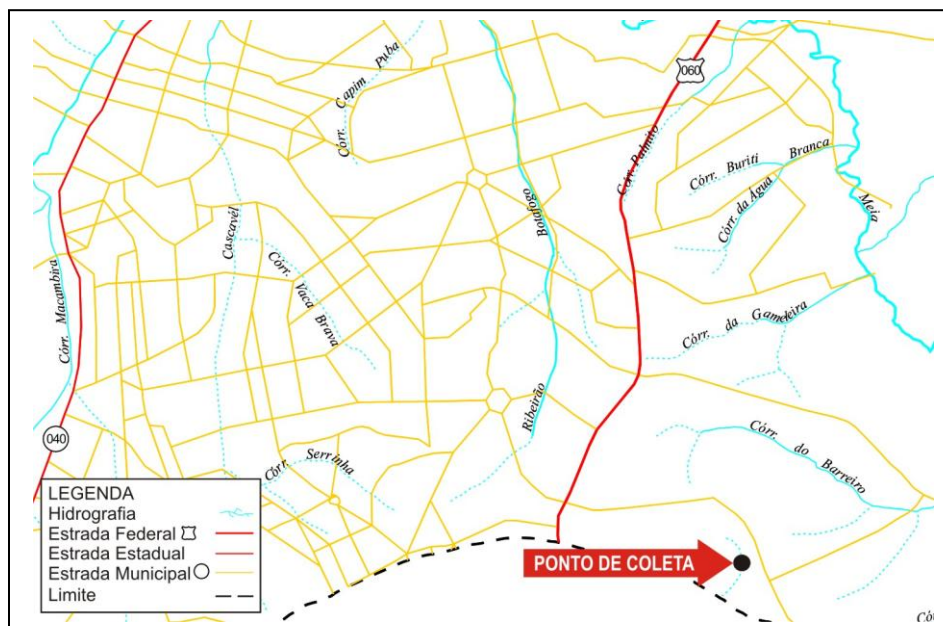 Córr. Capim Puba
060
Córr. Palmito
Córr. Buriti
Branca
Córr. da Água
Meia
Botafogo
Cascavél
Córr. Vaca Brava
Córr. Macambira
Córr. da Gameleira
Ribeirão
Córr. do Barreiro
040
Córr. Serrinha
LEGENDA
Hidrografia
Estrada Federal
Estrada Estadual
Estrada Municipal
Limite
PONTO DE COLETA
Córr